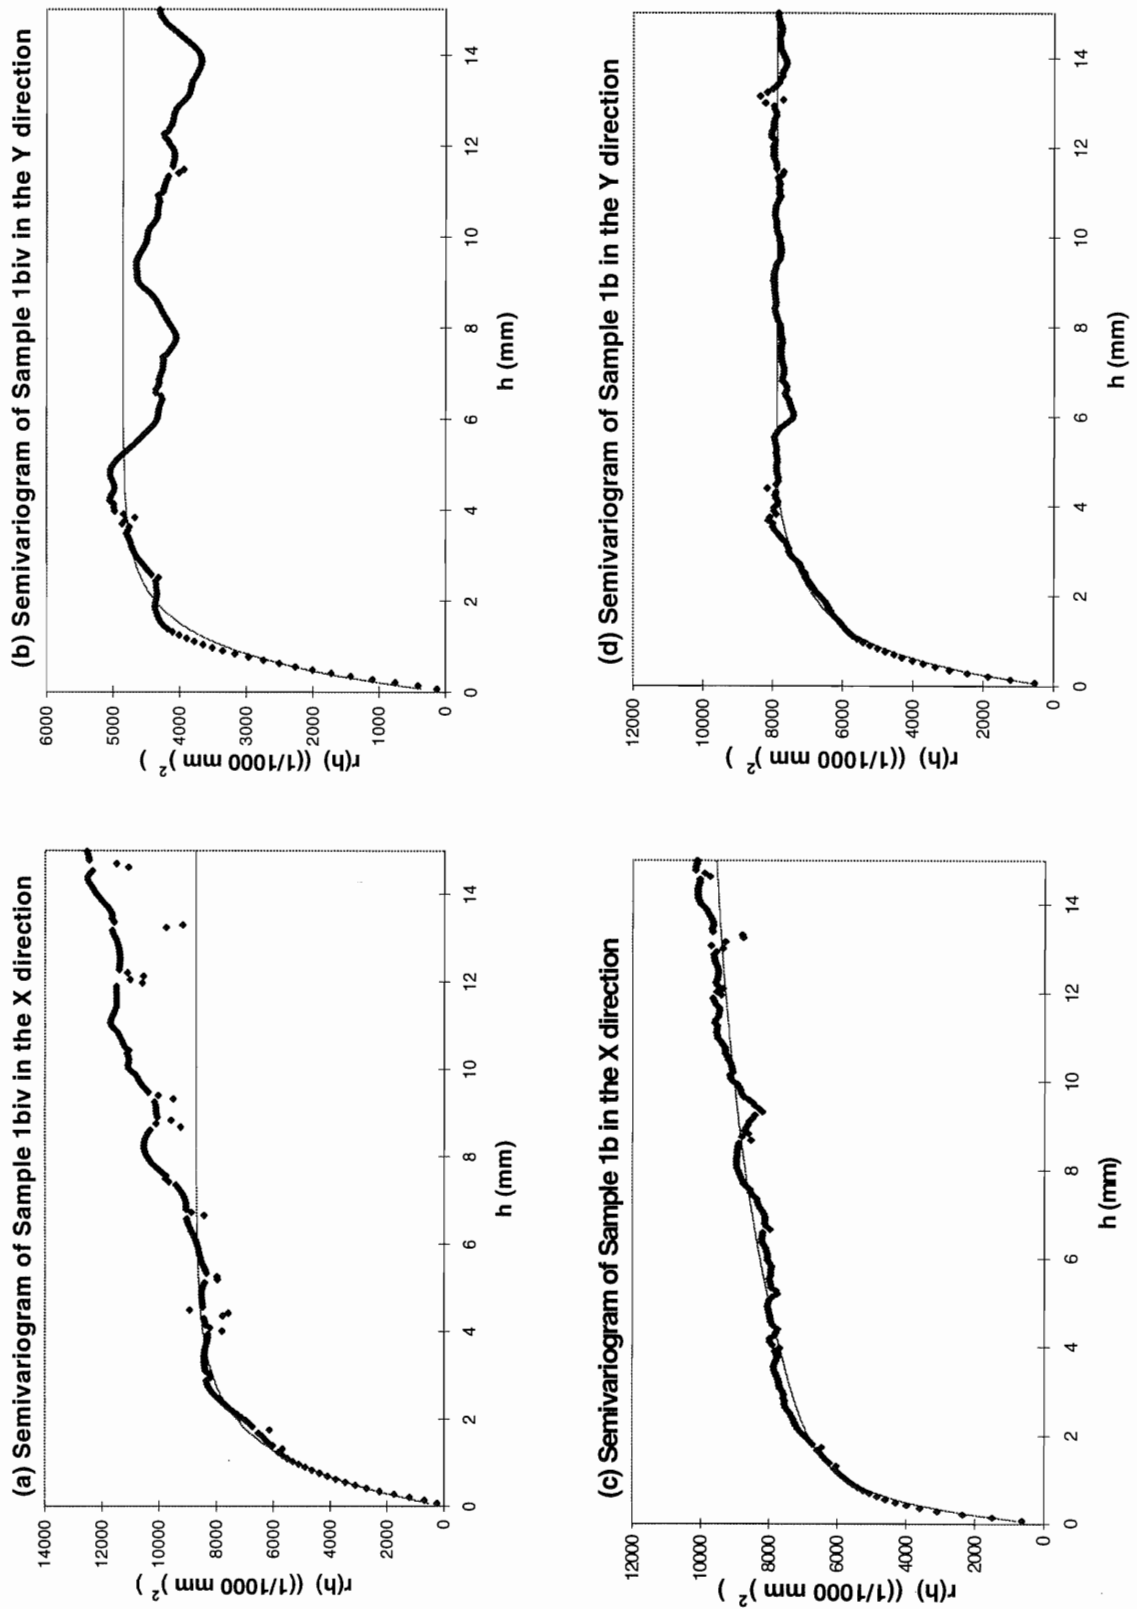 (a) Semivariogram of Sample 1biv in the X direction
14000
12000
10000
8000
6000
4000
2000
0
r(h) ((1/1000 mm)²)
0 2 4 6 8 10 12 14
h (mm)
(b) Semivariogram of Sample 1biv in the Y direction
6000
5000
4000
3000
2000
1000
0
r(h) ((1/1000 mm)²)
0 2 4 6 8 10 12 14
h (mm)
(c) Semivariogram of Sample 1b in the X direction
12000
10000
8000
6000
4000
2000
0
r(h) ((1/1000 mm)²)
0 2 4 6 8 10 12 14
h (mm)
(d) Semivariogram of Sample 1b in the Y direction
12000
10000
8000
6000
4000
2000
0
r(h) ((1/1000 mm)²)
0 2 4 6 8 10 12 14
h (mm)